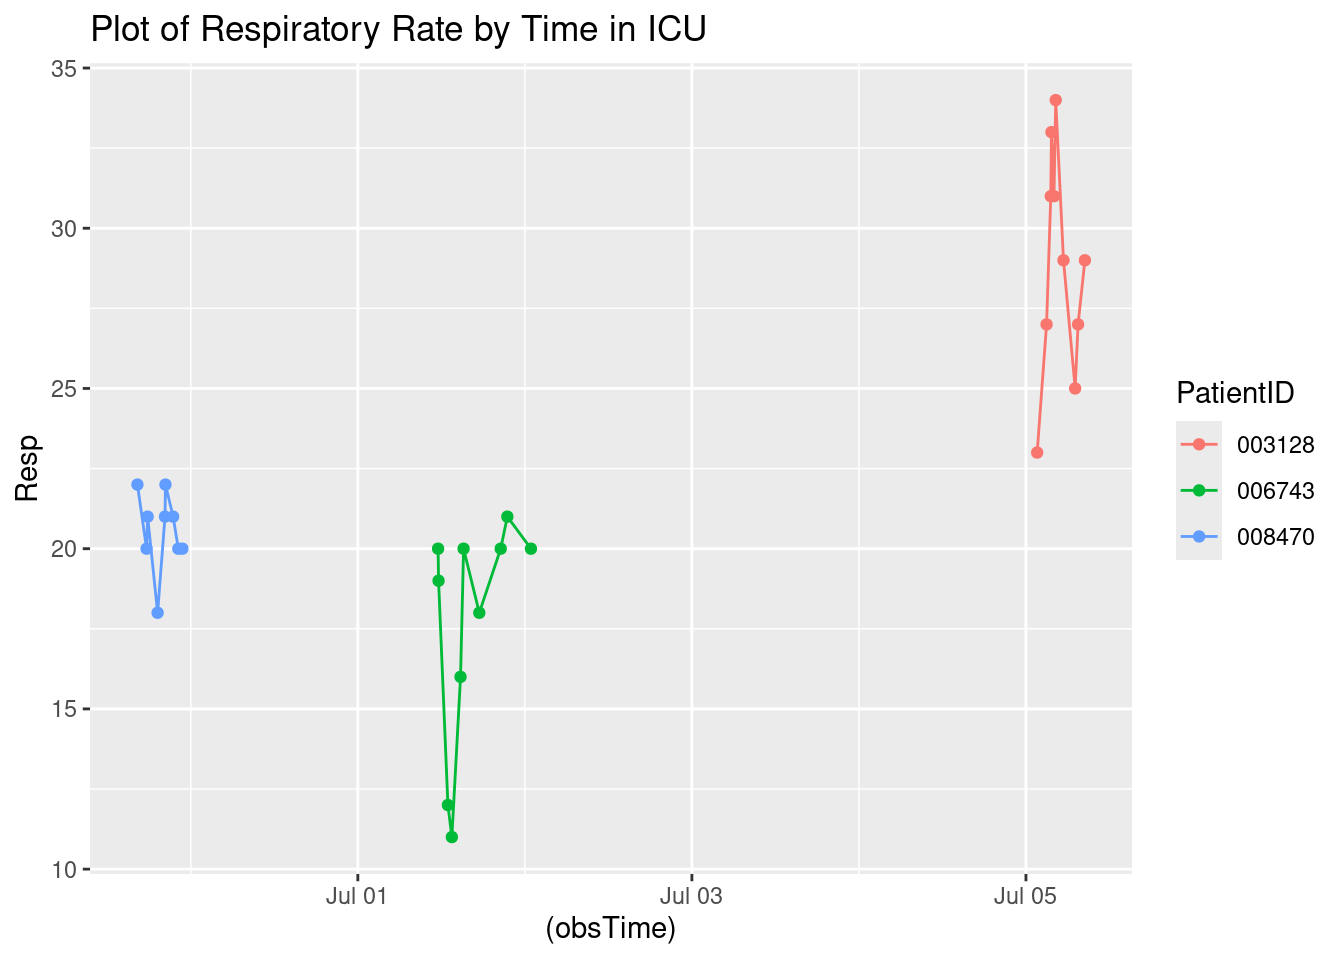 Plot of Respiratory Rate by Time in ICU
35
30
25
20
15
10
Resp
Jul 01
Jul 03
Jul 05
(obsTime)
PatientID
003128
006743
008470